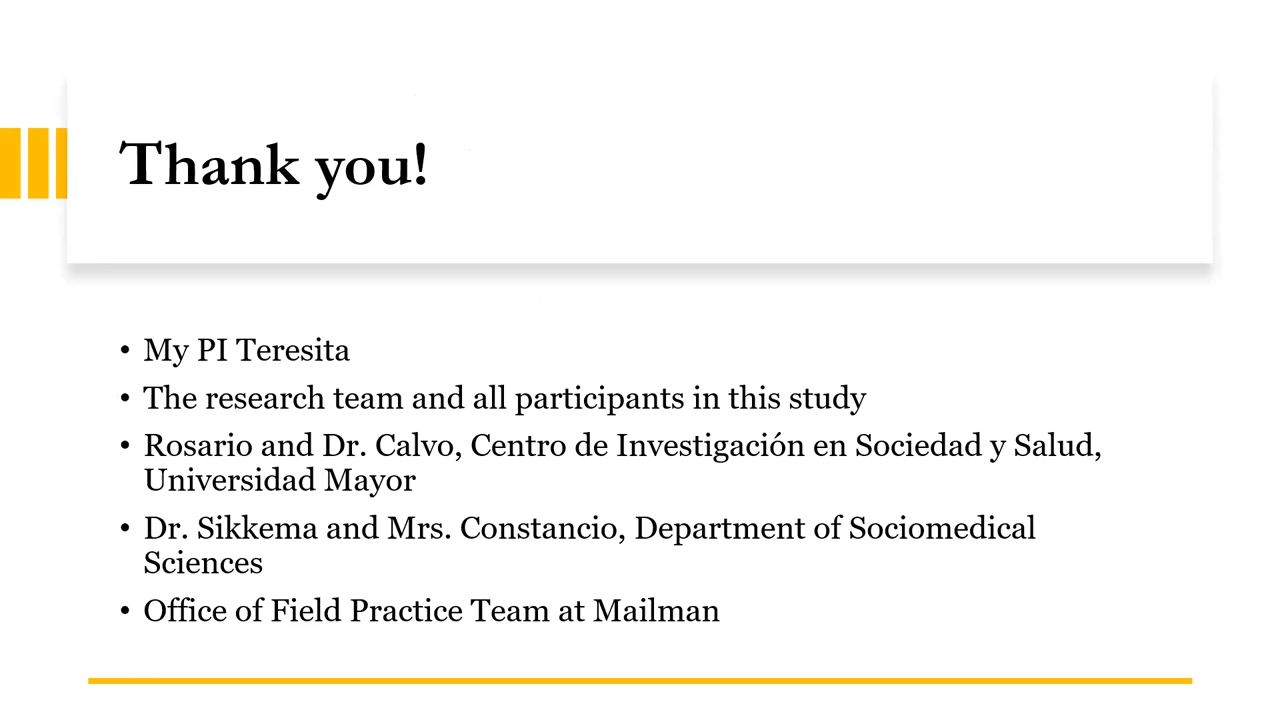 Thank you!
• My PI Teresita
• The research team and all participants in this study
• Rosario and Dr. Calvo, Centro de Investigación en Sociedad y Salud,
Universidad Mayor
• Dr. Sikkema and Mrs. Constancio, Department of Sociomedical
Sciences
• Office of Field Practice Team at Mailman